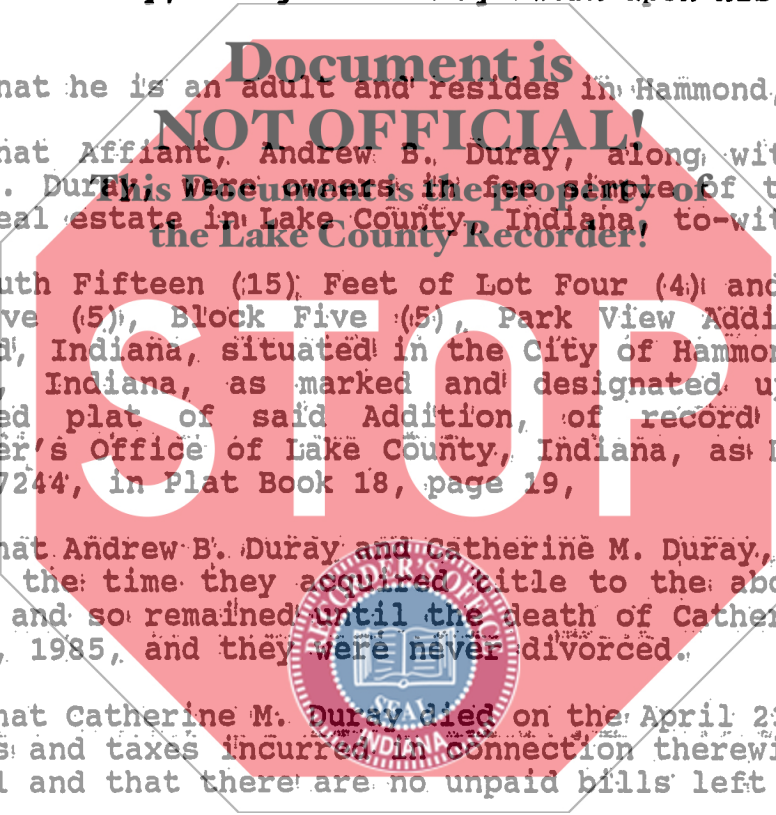 Document is
NOT OFFICIAL!
This Document is the property of
the Lake County Recorder!
STOP
hat he is an adult and resides in Hammond,
hat Affiant, Andrew B. Duray, along wit
. Duray, were owners in fee simple of t
eal estate in Lake County, Indiana, to-wit
uth Fifteen (15) Feet of Lot Four (4) and
ve (5), Block Five (5), Park View Addi
d, Indiana, situated in the City of Hammon
, Indiana, as marked and designated u
ed plat of said Addition, of record
er's Office of Lake County, Indiana, as
7244, in Plat Book 18, page 19,
hat Andrew B. Duray and Catherine M. Duray,
the time they acquired title to the abo
and so remained until the death of Cather
, 1985, and they were never divorced.
hat Catherine M. Duray died on the April 2
s and taxes incurred in connection therewi
l and that there are no unpaid bills left
RECORDER'S OFFICE
SEAL
INDIANA